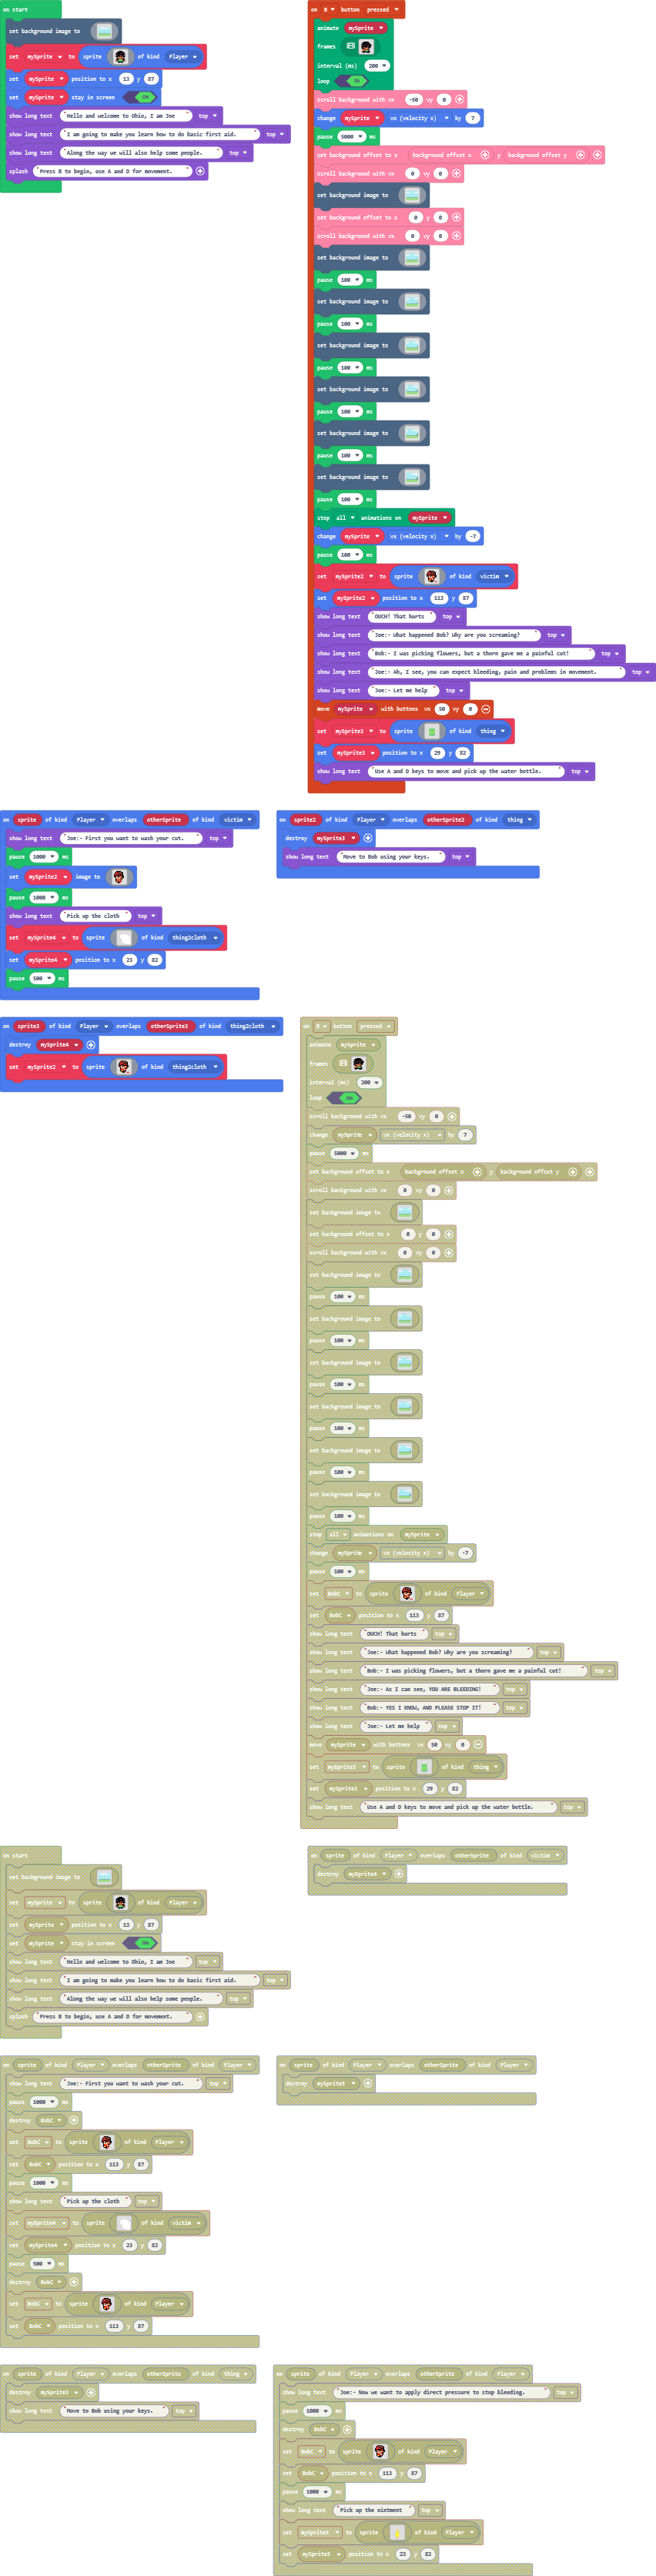 on start
set background image to
set mySprite to sprite of kind Player
set mySprite position to x 13 y 87
set mySprite stay in screen ON
show long text "Hello and welcome to Ohio, I am Joe" top
show long text "I am going to make you learn how to do basic first aid." top
show long text "Along the way we will also help some people." top
splash "Press B to begin, use A and D for movement."
on B button pressed
animate mySprite
frames
interval (ms) 200
loop ON
scroll background with vx -50 vy 0
change mySprite vx (velocity x) by 7
pause 5000 ms
set background offset to x background offset x y background offset y
scroll background with vx 0 vy 0
set background image to
set background offset to x 0 y 0
scroll background with vx 0 vy 0
set background image to
pause 100 ms
set background image to
pause 100 ms
set background image to
pause 100 ms
set background image to
pause 100 ms
set background image to
pause 100 ms
set background image to
pause 100 ms
stop all animations on mySprite
change mySprite vx (velocity x) by -7
pause 100 ms
set mySprite2 to sprite of kind victim
set mySprite2 position to x 113 y 87
show long text "OUCH! That hurts" top
show long text "Joe:- What happened Bob? Why are you screaming?" top
show long text "Bob:- I was picking flowers, but a thorn gave me a painful cut!" top
show long text "Joe:- Ah, I see, you can expect bleeding, pain and problems in movement." top
show long text "Joe:- Let me help" top
move mySprite with buttons vx 50 vy 0
set mySprite3 to sprite of kind thing
set mySprite3 position to x 29 y 82
show long text "Use A and D keys to move and pick up the water bottle." top
on sprite of kind Player overlaps otherSprite of kind victim
show long text "Joe:- First you want to wash your cut." top
pause 1000 ms
set mySprite2 image to
pause 1000 ms
show long text "Pick up the cloth" top
set mySprite4 to sprite of kind thing2cloth
set mySprite4 position to x 23 y 82
pause 500 ms
on sprite2 of kind Player overlaps otherSprite2 of kind thing
destroy mySprite3
show long text "Move to Bob using your keys." top
on sprite3 of kind Player overlaps otherSprite3 of kind thing2cloth
destroy mySprite4
set mySprite2 to sprite of kind thing2cloth
on B button pressed
animate mySprite
frames
interval (ms) 200
loop ON
scroll background with vx -50 vy 0
change mySprite vx (velocity x) by 7
pause 5000 ms
set background offset to x background offset x y background offset y
scroll background with vx 0 vy 0
set background image to
set background offset to x 0 y 0
scroll background with vx 0 vy 0
set background image to
pause 100 ms
set background image to
pause 100 ms
set background image to
pause 100 ms
set background image to
pause 100 ms
set background image to
pause 100 ms
set background image to
pause 100 ms
stop all animations on mySprite
change mySprite vx (velocity x) by -7
pause 100 ms
set BobC to sprite of kind Player
set BobC position to x 113 y 87
show long text "OUCH! That hurts" top
show long text "Joe:- What happened Bob? Why are you screaming?" top
show long text "Bob:- I was picking flowers, but a thorn gave me a painful cut!" top
show long text "Joe:- As I can see, YOU ARE BLEEDING!" top
show long text "Bob:- YES I KNOW, AND PLEASE STOP IT!" top
show long text "Joe:- Let me help" top
move mySprite with buttons vx 50 vy 0
set mySprite3 to sprite of kind thing
set mySprite3 position to x 29 y 82
show long text "Use A and D keys to move and pick up the water bottle." top
on start
set background image to
set mySprite to sprite of kind Player
set mySprite position to x 13 y 87
set mySprite stay in screen ON
show long text "Hello and welcome to Ohio, I am Joe" top
show long text "I am going to make you learn how to do basic first aid." top
show long text "Along the way we will also help some people." top
splash "Press B to begin, use A and D for movement."
on sprite of kind Player overlaps otherSprite of kind victim
destroy mySprite4
on sprite of kind Player overlaps otherSprite of kind Player
show long text "Joe:- First you want to wash your cut." top
pause 1000 ms
destroy BobC
set BobC to sprite of kind Player
set BobC position to x 113 y 87
pause 1000 ms
show long text "Pick up the cloth" top
set mySprite4 to sprite of kind victim
set mySprite4 position to x 23 y 82
pause 500 ms
destroy BobC
set BobC to sprite of kind Player
set BobC position to x 113 y 87
on sprite of kind Player overlaps otherSprite of kind Player
destroy mySprite5
on sprite of kind Player overlaps otherSprite of kind thing
destroy mySprite3
show long text "Move to Bob using your keys." top
on sprite of kind Player overlaps otherSprite of kind Player
show long text "Joe:- Now we want to apply direct pressure to stop bleeding." top
pause 1000 ms
destroy BobC
set BobC to sprite of kind Player
set BobC position to x 113 y 87
pause 1000 ms
show long text "Pick up the ointment" top
set mySprite5 to sprite of kind Player
set mySprite5 position to x 23 y 82